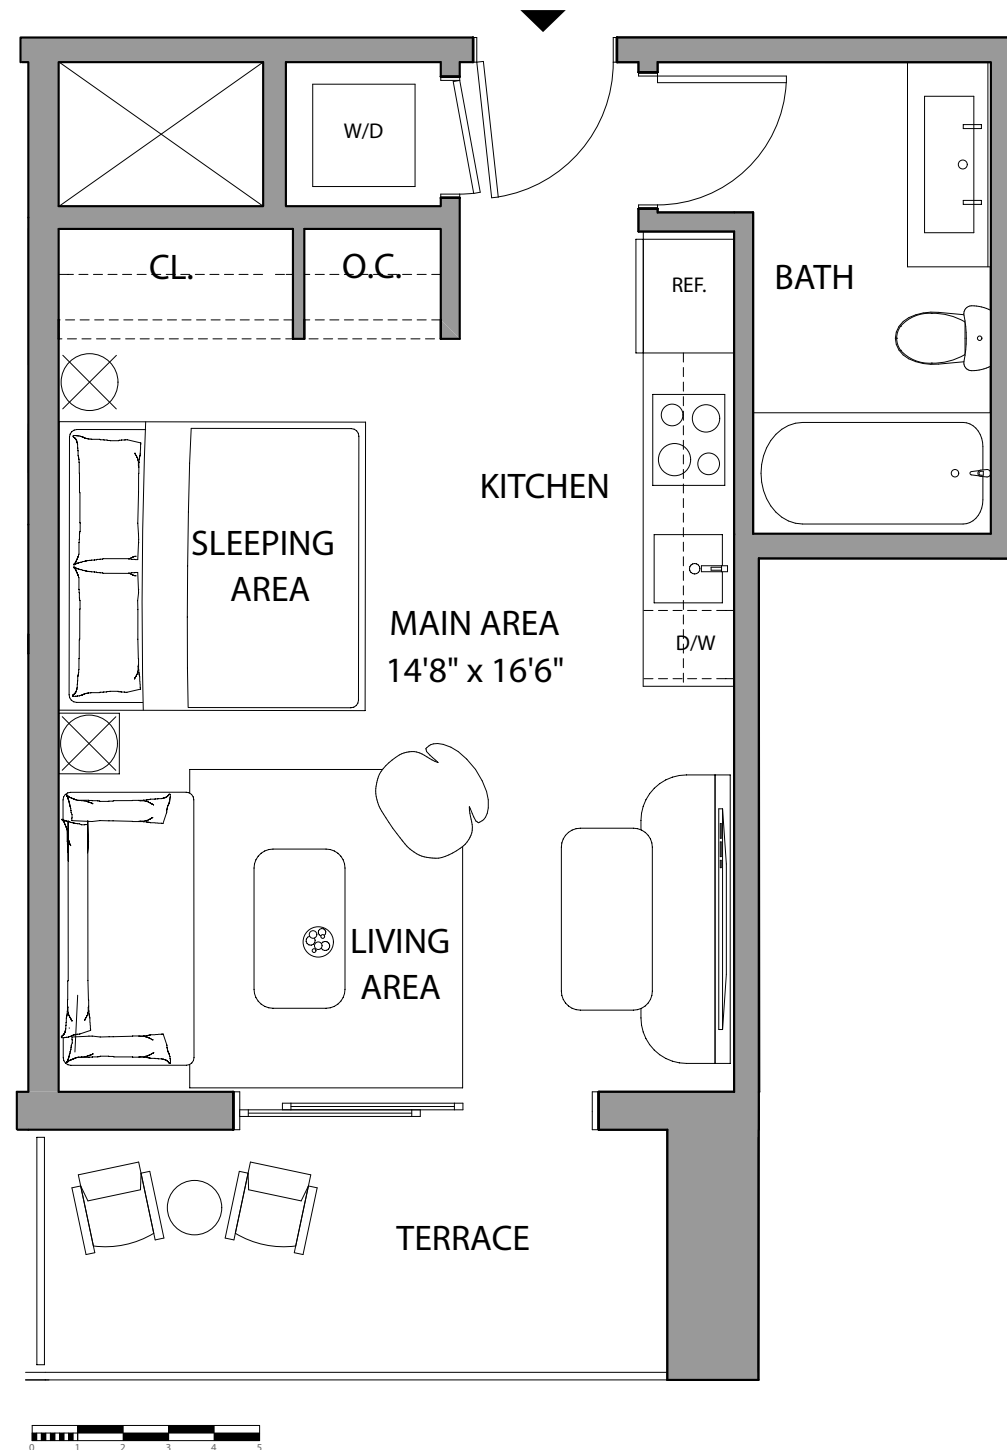 W/D
CL.
O.C.
REF.
BATH
KITCHEN
SLEEPING
AREA
MAIN AREA
14'8" x 16'6"
D/W
LIVING
AREA
TERRACE
0 1 2 3 4 5